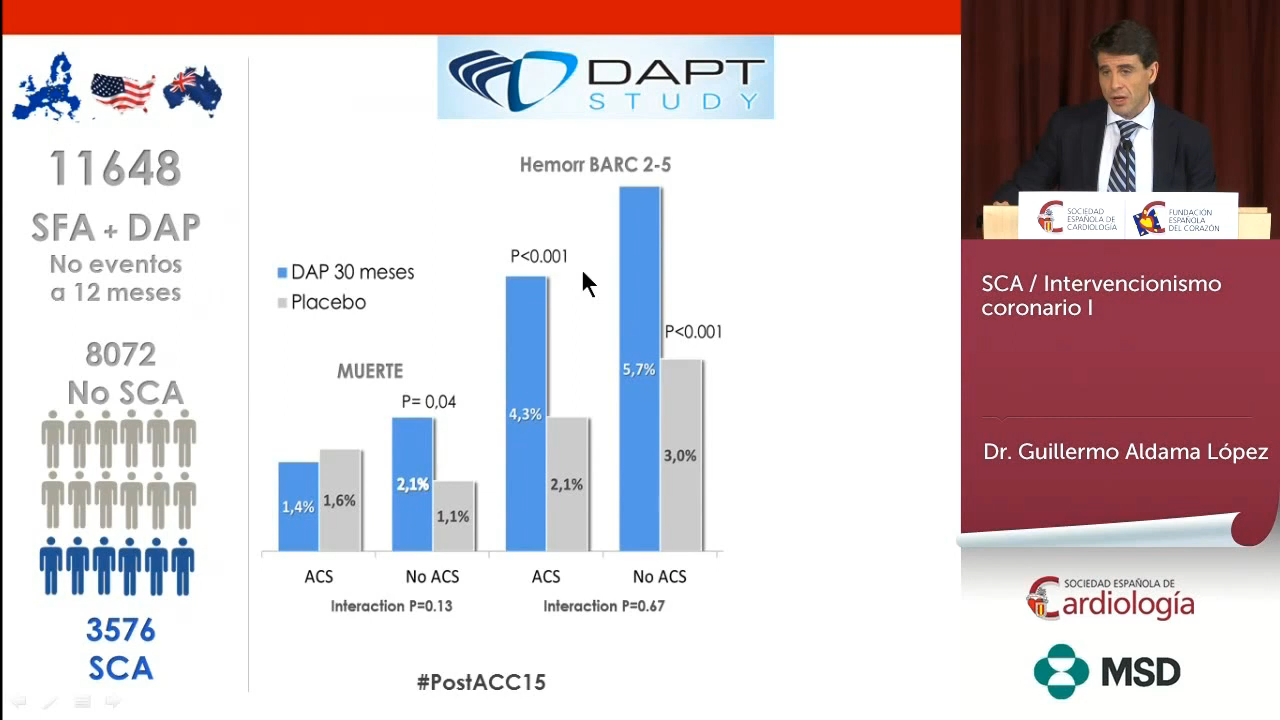 DAPT
STUDY
11648
SFA + DAP
No eventos
a 12 meses
8072
No SCA
3576
SCA
DAP 30 meses
Placebo
MUERTE
P= 0,04
1,4%
1,6%
2,1%
1,1%
Hemorr BARC 2-5
P<0.001
P<0.001
4,3%
2,1%
5,7%
3,0%
ACS
No ACS
ACS
No ACS
Interaction P=0.13
Interaction P=0.67
#PostACC15
SOCIEDAD
ESPAÑOLA DE
CARDIOLOGÍA
FUNDACIÓN
ESPAÑOLA
DEL CORAZÓN
SCA / Intervencionismo
coronario I
Dr. Guillermo Aldama López
SOCIEDAD ESPAÑOLA DE
Cardiología
MSD